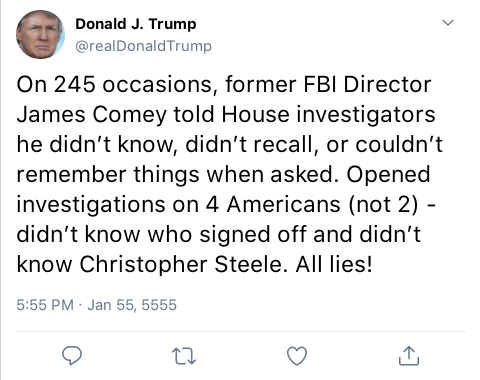 Donald J. Trump
@realDonaldTrump
On 245 occasions, former FBI Director
James Comey told House investigators
he didn’t know, didn’t recall, or couldn’t
remember things when asked. Opened
investigations on 4 Americans (not 2) -
didn’t know who signed off and didn’t
know Christopher Steele. All lies!
5:55 PM · Jan 55, 5555